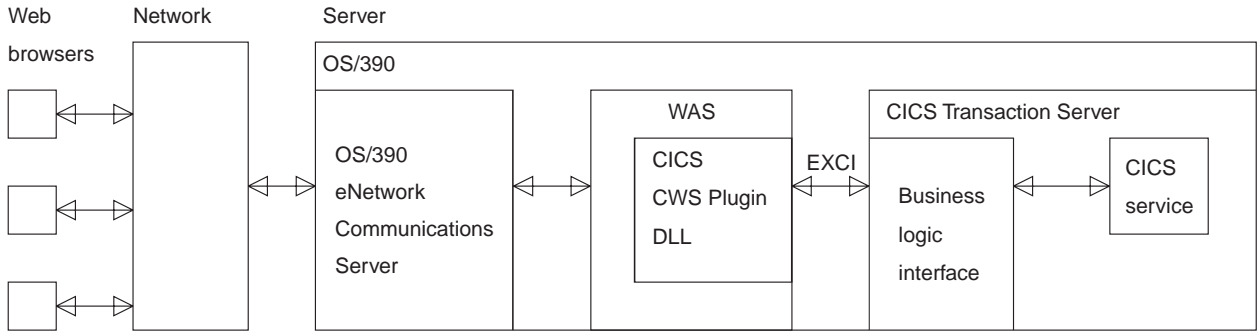 Web
browsers
Network
Server
OS/390
OS/390
eNetwork
Communications
Server
WAS
CICS
CWS Plugin
DLL
EXCI
CICS Transaction Server
Business
logic
interface
CICS
service